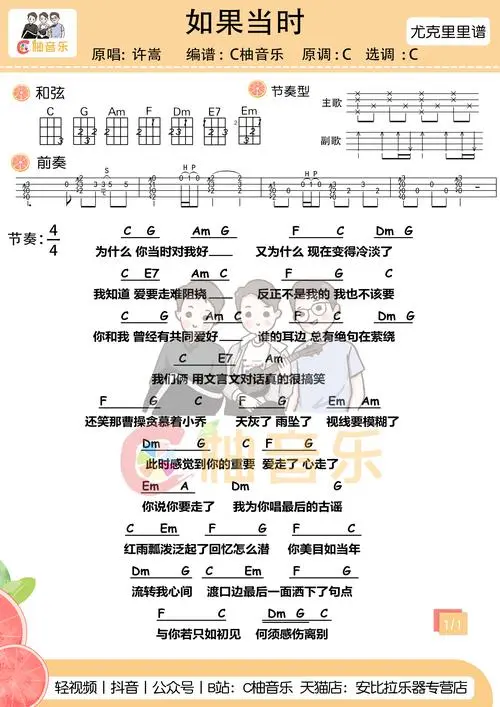 C柚音乐
如果当时
尤克里里谱
原唱: 许嵩 编谱 : C柚音乐 原调 : C 选调 : C
和弦
节奏型
C G Am F Dm E7 Em
主歌
副歌
前奏
S H P H P
节奏: 4/4
C G Am G F C Dm G
为什么 你当时对我好____ 又为什么 现在变得冷淡了
C E7 Am C F G C
我知道 爱要走难阻挠____ 反正不是我的 我也不该要
C G Am G F C Dm G
你和我 曾经有共同爱好____ 谁的耳边 总有绝句在萦绕
C E7 Am
我们俩 用文言文对话真的很搞笑
F G C F G Em Am
还笑那曹操贪慕着小乔 天灰了 雨坠了 视线要模糊了
Dm G C F G
此时感觉到你的重要 爱走了 心走了
Em A Dm G
你说你要走了 我为你唱最后的古谣
C Em F G C Em
红雨瓢泼泛起了回忆怎么潜 你美目如当年
Dm G C Em F G
流转我心间 渡口边最后一面洒下了句点
F C Dm G C
与你若只如初见 何须感伤离别
C柚音乐
1/1
轻视频 | 抖音 | 公众号 | B站: C柚音乐 天猫店: 安比拉乐器专营店